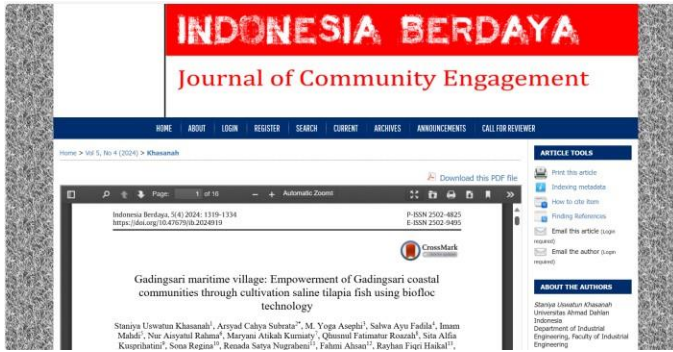 INDONESIA BERDAYA
Journal of Community Engagement
HOME ABOUT LOGIN REGISTER SEARCH CURRENT ARCHIVES ANNOUNCEMENTS CALL FOR REVIEWER
Home > Vol 5, No 4 (2024) > Khasanah
Download this PDF file
Page: 1 of 16 Automatic Zoom
Indonesia Berdaya, 5(4) 2024: 1319-1334
https://doi.org/10.47679/ib.2024919
P-ISSN 2502-4825
E-ISSN 2502-9495
CrossMark
Gadingsari maritime village: Empowerment of Gadingsari coastal
communities through cultivation saline tilapia fish using biofloc
technology
Staniya Uswatun Khasanah¹, Arsyad Cahya Subrata²*, M. Yoga Asephi³, Salwa Ayu Fadila⁴, Imam
Mahdi⁵, Nur Aisyatul Rahma⁶, Maryani Atikah Kurniaty⁷, Qhusnul Fatimatur Roazah⁸, Sita Alfia
Kusprihatini⁹, Sona Regina¹⁰, Renada Satya Nugraheni¹¹, Fahmi Ahsan¹², Rayhan Fiqri Haikal¹³,
ARTICLE TOOLS
Print this article
Indexing metadata
How to cite item
Finding References
Email this article (Login
required)
Email the author (Login
required)
ABOUT THE AUTHORS
Staniya Uswatun Khasanah
Universitas Ahmad Dahlan
Indonesia
Department of Industrial
Engineering, Faculty of Industrial
Engineering